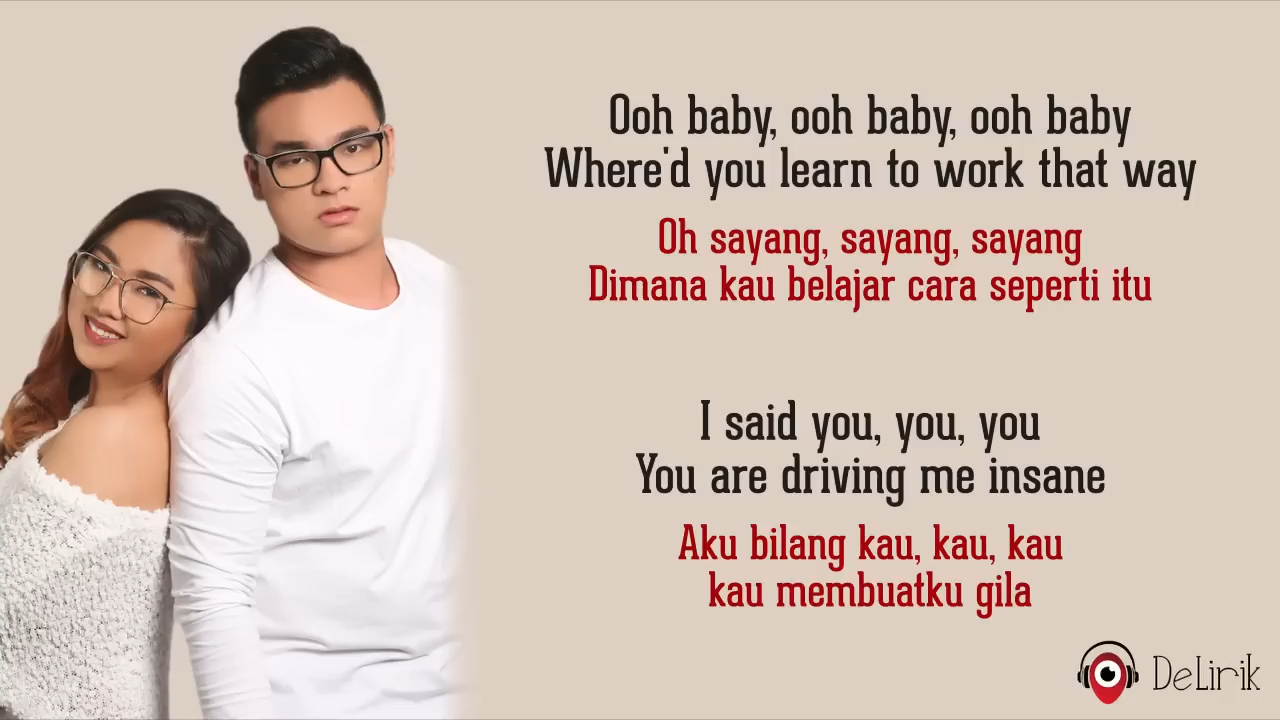 Ooh baby, ooh baby, ooh baby
Where'd you learn to work that way
Oh sayang, sayang, sayang
Dimana kau belajar cara seperti itu
I said you, you, you
You are driving me insane
Aku bilang kau, kau, kau
kau membuatku gila
DeLirik